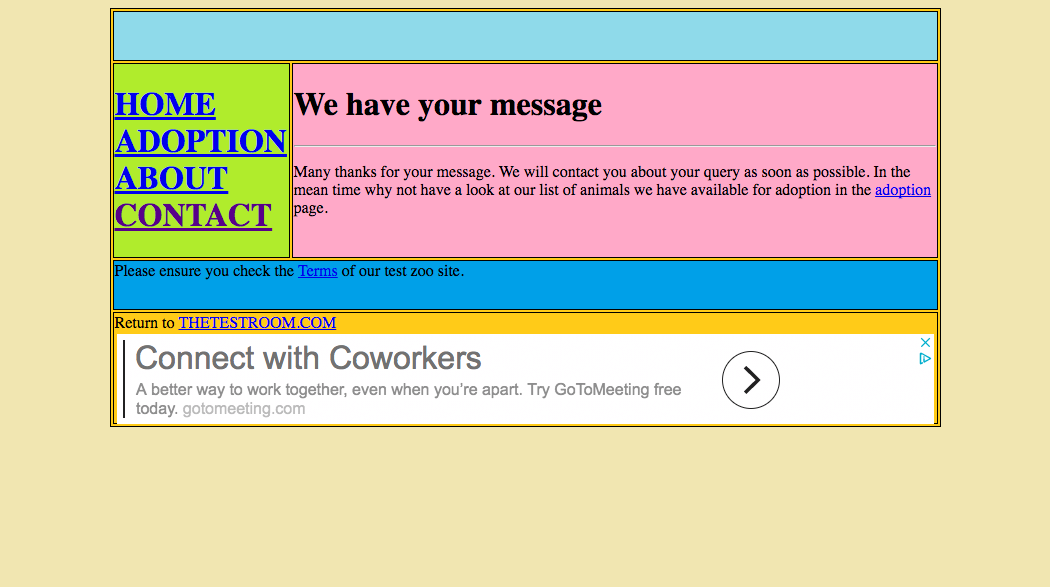 HOME
ADOPTION
ABOUT
CONTACT
We have your message
Many thanks for your message. We will contact you about your query as soon as possible. In the
mean time why not have a look at our list of animals we have available for adoption in the adoption
page.
Please ensure you check the Terms of our test zoo site.
Return to THETESTROOM.COM
Connect with Coworkers
A better way to work together, even when you're apart. Try GoToMeeting free
today. gotomeeting.com